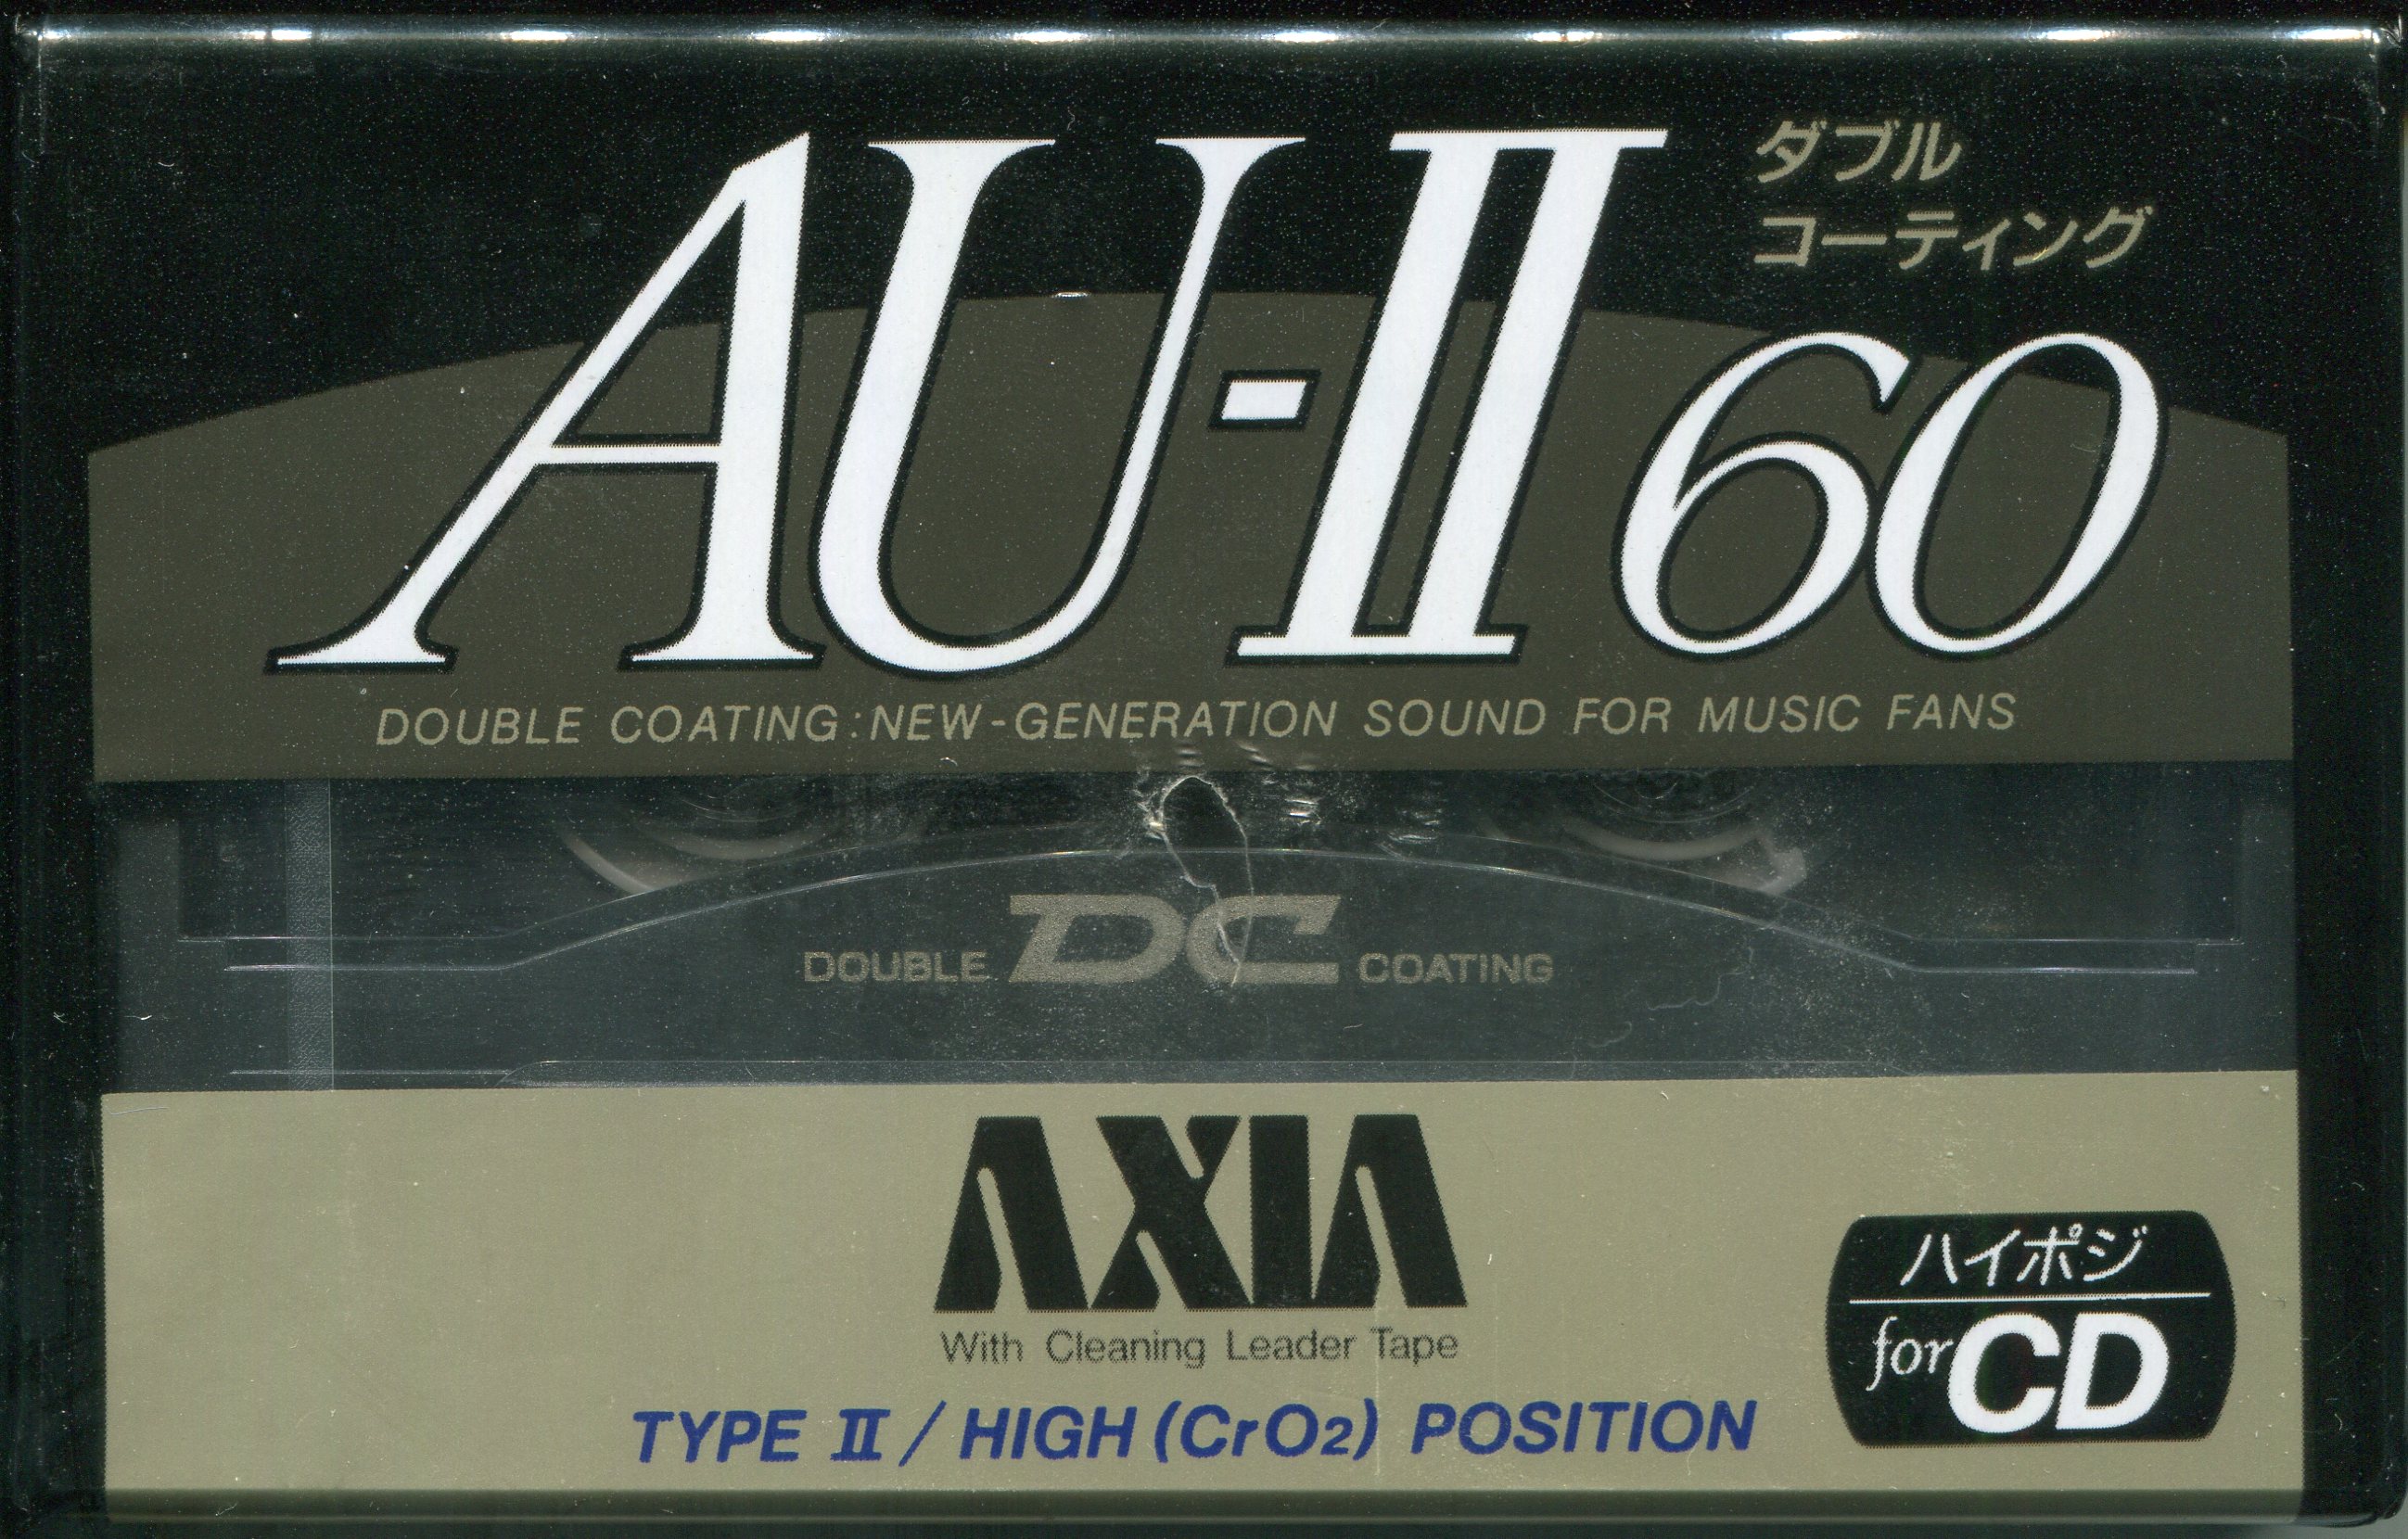 AU-II 60
ダブル
コーティング
DOUBLE COATING:NEW-GENERATION SOUND FOR MUSIC FANS
DOUBLE DC COATING
AXIA
With Cleaning Leader Tape
TYPE II / HIGH (CrO2) POSITION
ハイポジ
for CD